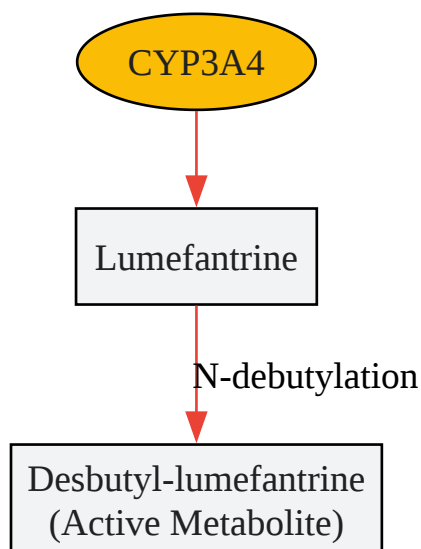 CYP3A4
Lumefantrine
N-debutylation
Desbutyl-lumefantrine
(Active Metabolite)